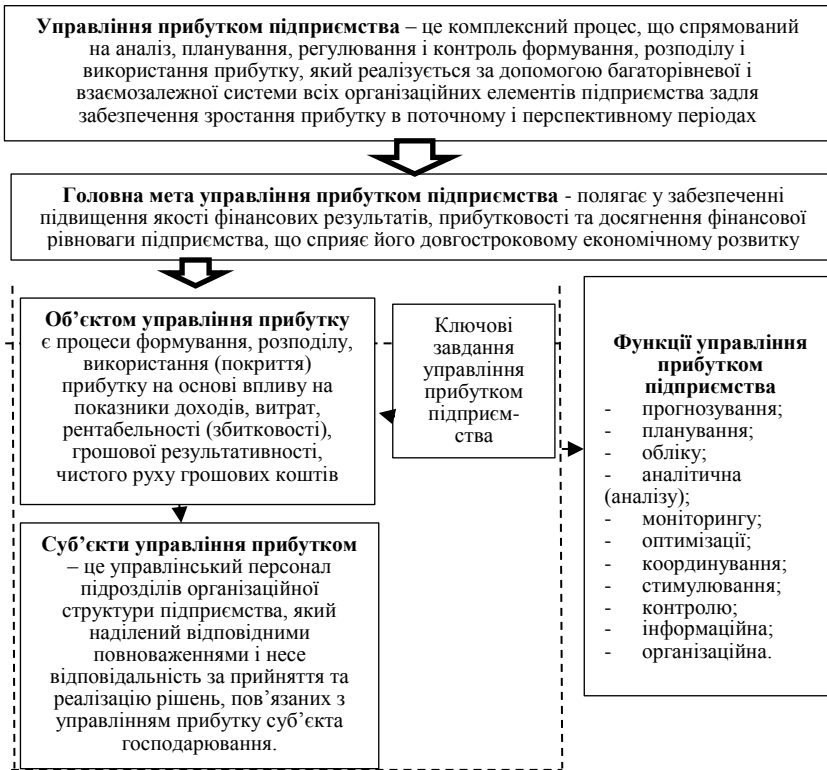 Управління прибутком підприємства – це комплексний процес, що спрямований
на аналіз, планування, регулювання і контроль формування, розподілу і
використання прибутку, який реалізується за допомогою багаторівневої і
взаємозалежної системи всіх організаційних елементів підприємства задля
забезпечення зростання прибутку в поточному і перспективному періодах
Головна мета управління прибутком підприємства - полягає у забезпеченні
підвищення якості фінансових результатів, прибутковості та досягнення фінансової
рівноваги підприємства, що сприяє його довгостроковому економічному розвитку
Об’єктом управління прибутку
є процеси формування, розподілу,
використання (покриття)
прибутку на основі впливу на
показники доходів, витрат,
рентабельності (збитковості),
грошової результативності,
чистого руху грошових коштів
Ключові
завдання
управління
прибутком
підприєм-
ства
Функції управління
прибутком
підприємства
- прогнозування;
- планування;
- обліку;
- аналітична
(аналізу);
- моніторингу;
- оптимізації;
- координування;
- стимулювання;
- контролю;
- інформаційна;
- організаційна.
Суб’єкти управління прибутком
– це управлінський персонал
підрозділів організаційної
структури підприємства, який
наділений відповідними
повноваженнями і несе
відповідальність за прийняття та
реалізацію рішень, пов’язаних з
управлінням прибутку суб’єкта
господарювання.